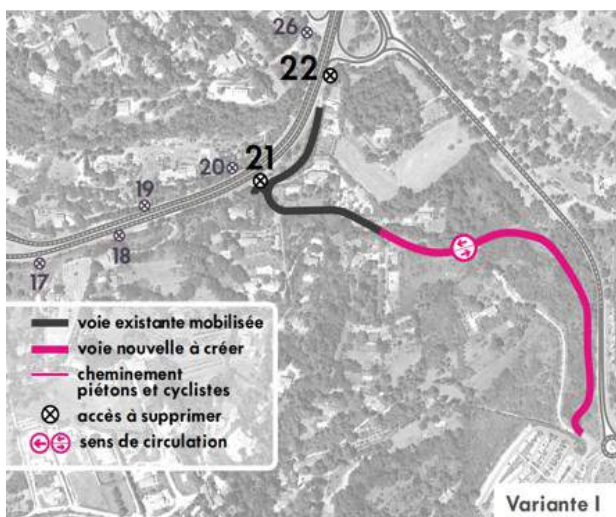 26
22
20
21
19
18
17
voie existante mobilisée
voie nouvelle à créer
cheminement
piétons et cyclistes
accès à supprimer
sens de circulation
Variante I